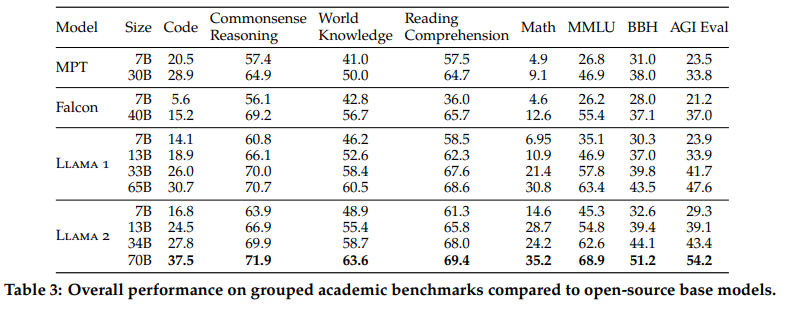 Model Size Code Commonsense Reasoning World Knowledge Reading Comprehension Math MMLU BBH AGI Eval
MPT 7B 20.5 57.4 41.0 57.5 4.9 26.8 31.0 23.5
30B 28.9 64.9 50.0 64.7 9.1 46.9 38.0 33.8
Falcon 7B 5.6 56.1 42.8 36.0 4.6 26.2 28.0 21.2
40B 15.2 69.2 56.7 65.7 12.6 55.4 37.1 37.0
LLAMA 1 7B 14.1 60.8 46.2 58.5 6.95 35.1 30.3 23.9
13B 18.9 66.1 52.6 62.3 10.9 46.9 37.0 33.9
33B 26.0 70.0 58.4 67.6 21.4 57.8 39.8 41.7
65B 30.7 70.7 60.5 68.6 30.8 63.4 43.5 47.6
LLAMA 2 7B 16.8 63.9 48.9 61.3 14.6 45.3 32.6 29.3
13B 24.5 66.9 55.4 65.8 28.7 54.8 39.4 39.1
34B 27.8 69.9 58.7 68.0 24.2 62.6 44.1 43.4
70B 37.5 71.9 63.6 69.4 35.2 68.9 51.2 54.2
Table 3: Overall performance on grouped academic benchmarks compared to open-source base models.